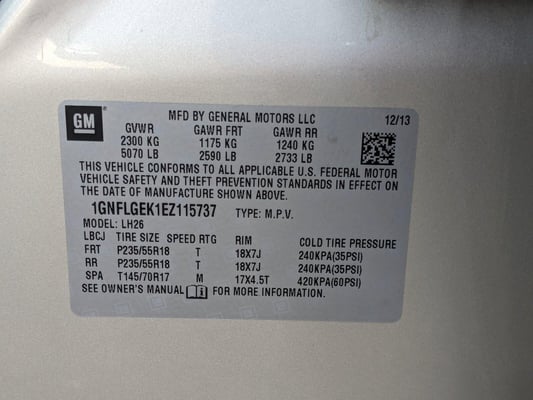 GM
MFD BY GENERAL MOTORS LLC 12/13
GVWR GAWR FRT GAWR RR
2300 KG 1175 KG 1240 KG
5070 LB 2590 LB 2733 LB
THIS VEHICLE CONFORMS TO ALL APPLICABLE U.S. FEDERAL MOTOR
VEHICLE SAFETY AND THEFT PREVENTION STANDARDS IN EFFECT ON
THE DATE OF MANUFACTURE SHOWN ABOVE.
1GNFLGEK1EZ115737 TYPE: M.P.V.
MODEL: LH26
LBCJ TIRE SIZE SPEED RTG RIM COLD TIRE PRESSURE
FRT P235/55R18 T 18X7J 240KPA(35PSI)
RR P235/55R18 T 18X7J 240KPA(35PSI)
SPA T145/70R17 M 17X4.5T 420KPA(60PSI)
SEE OWNER'S MANUAL FOR MORE INFORMATION.